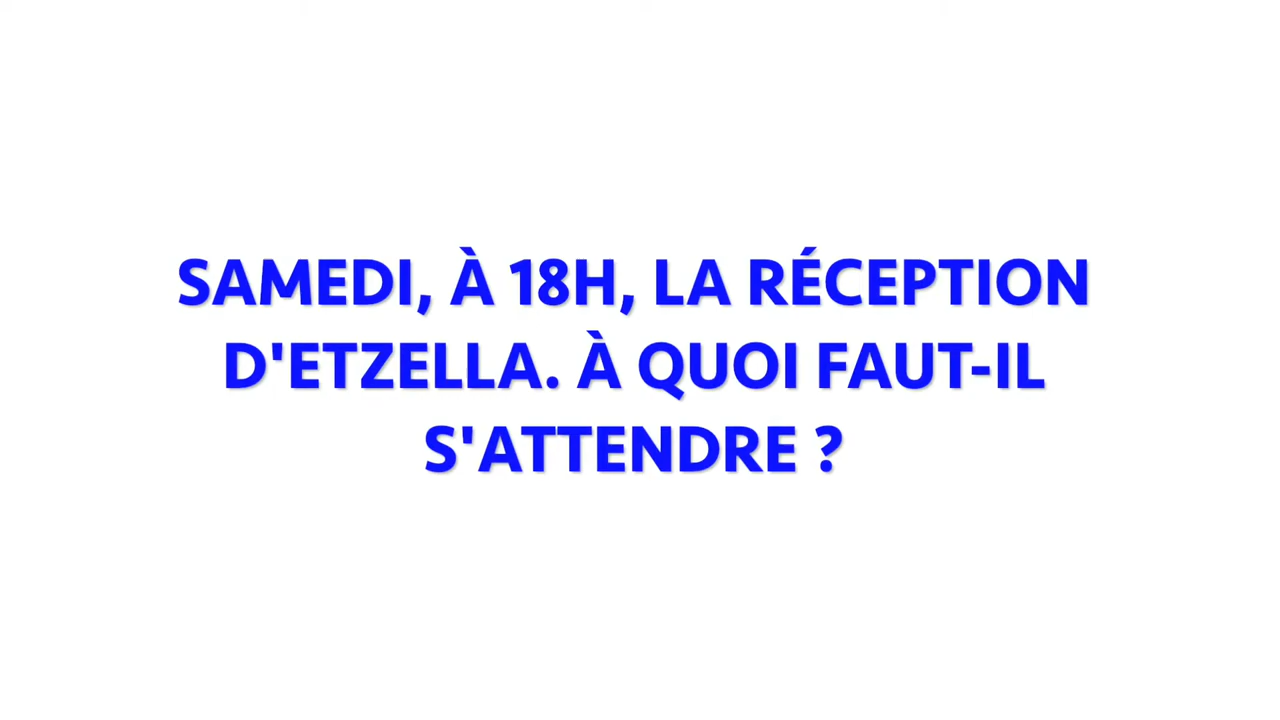 SAMEDI, À 18H, LA RÉCEPTION
D'ETZELLA. À QUOI FAUT-IL
S'ATTENDRE ?